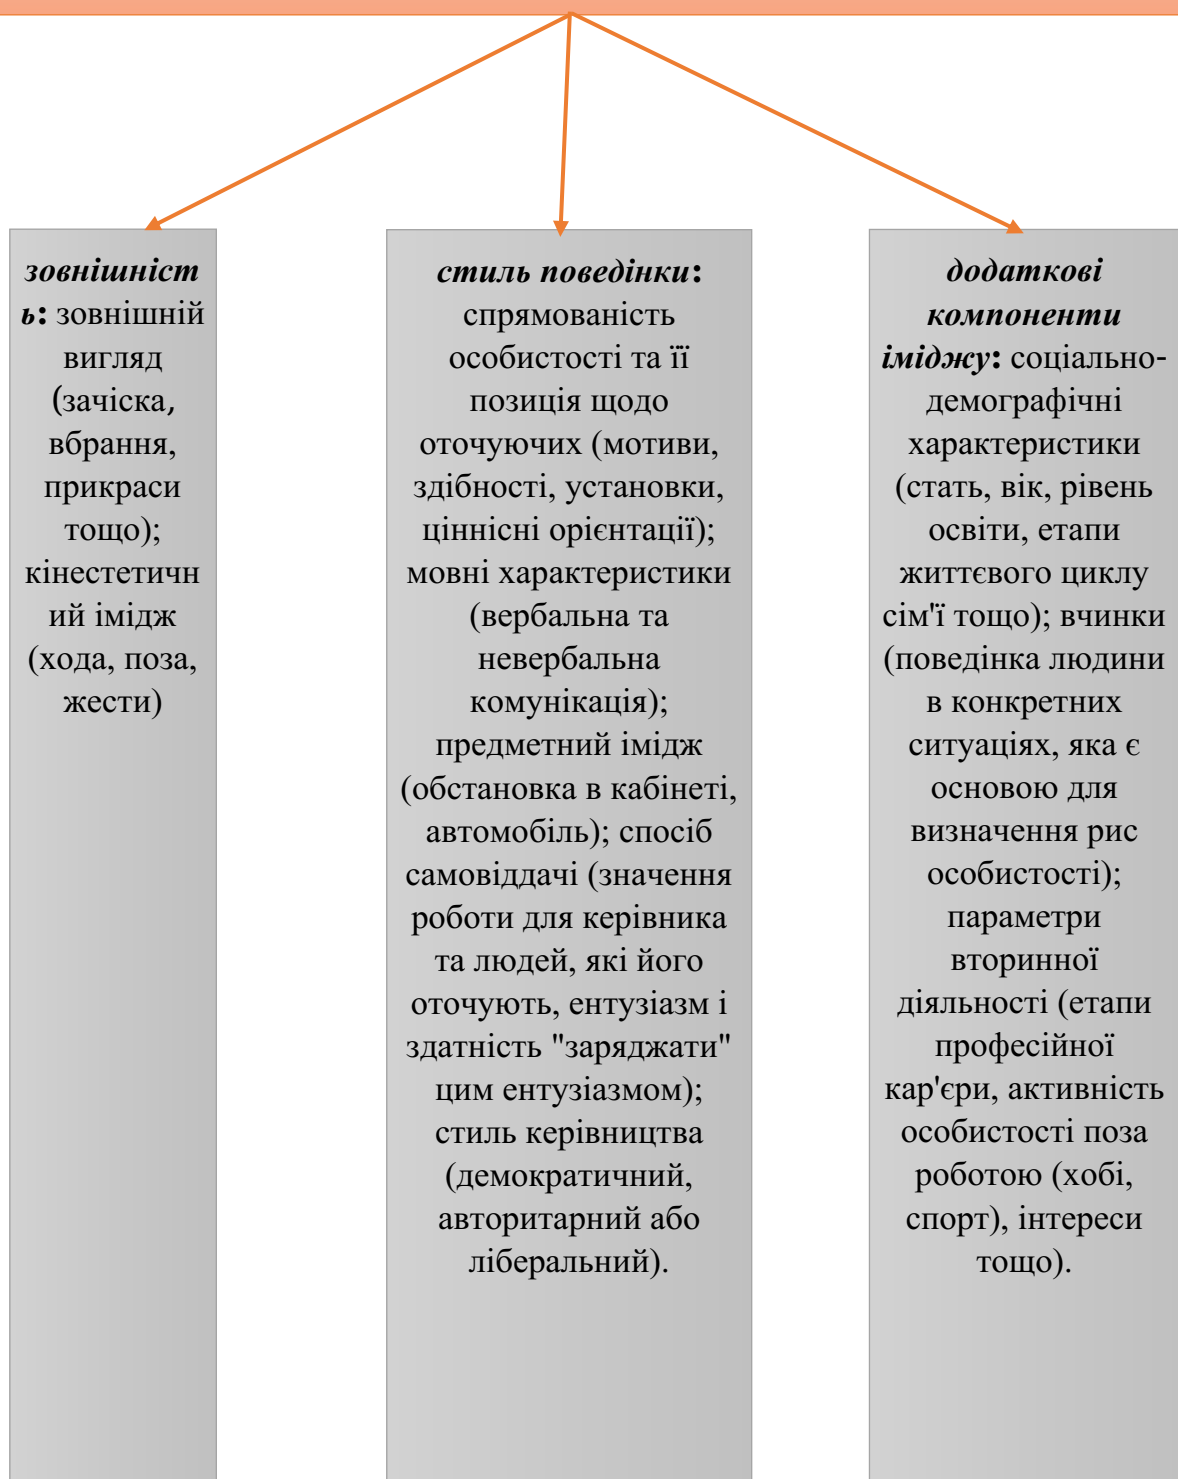 зовнішніст
ь: зовнішній
вигляд
(зачіска,
вбрання,
прикраси
тощо);
кінестетичн
ий імідж
(хода, поза,
жести)
стиль поведінки:
спрямованість
особистості та її
позиція щодо
оточуючих (мотиви,
здібності, установки,
ціннісні орієнтації);
мовні характеристики
(вербальна та
невербальна
комунікація);
предметний імідж
(обстановка в кабінеті,
автомобіль); спосіб
самовіддачі (значення
роботи для керівника
та людей, які його
оточують, ентузіазм і
здатність "заряджати"
цим ентузіазмом);
стиль керівництва
(демократичний,
авторитарний або
ліберальний).
додаткові
компоненти
іміджу: соціально-
демографічні
характеристики
(стать, вік, рівень
освіти, етапи
життєвого циклу
сім'ї тощо); вчинки
(поведінка людини
в конкретних
ситуаціях, яка є
основою для
визначення рис
особистості);
параметри
вторинної
діяльності (етапи
професійної
кар'єри, активність
особистості поза
роботою (хобі,
спорт), інтереси
тощо).